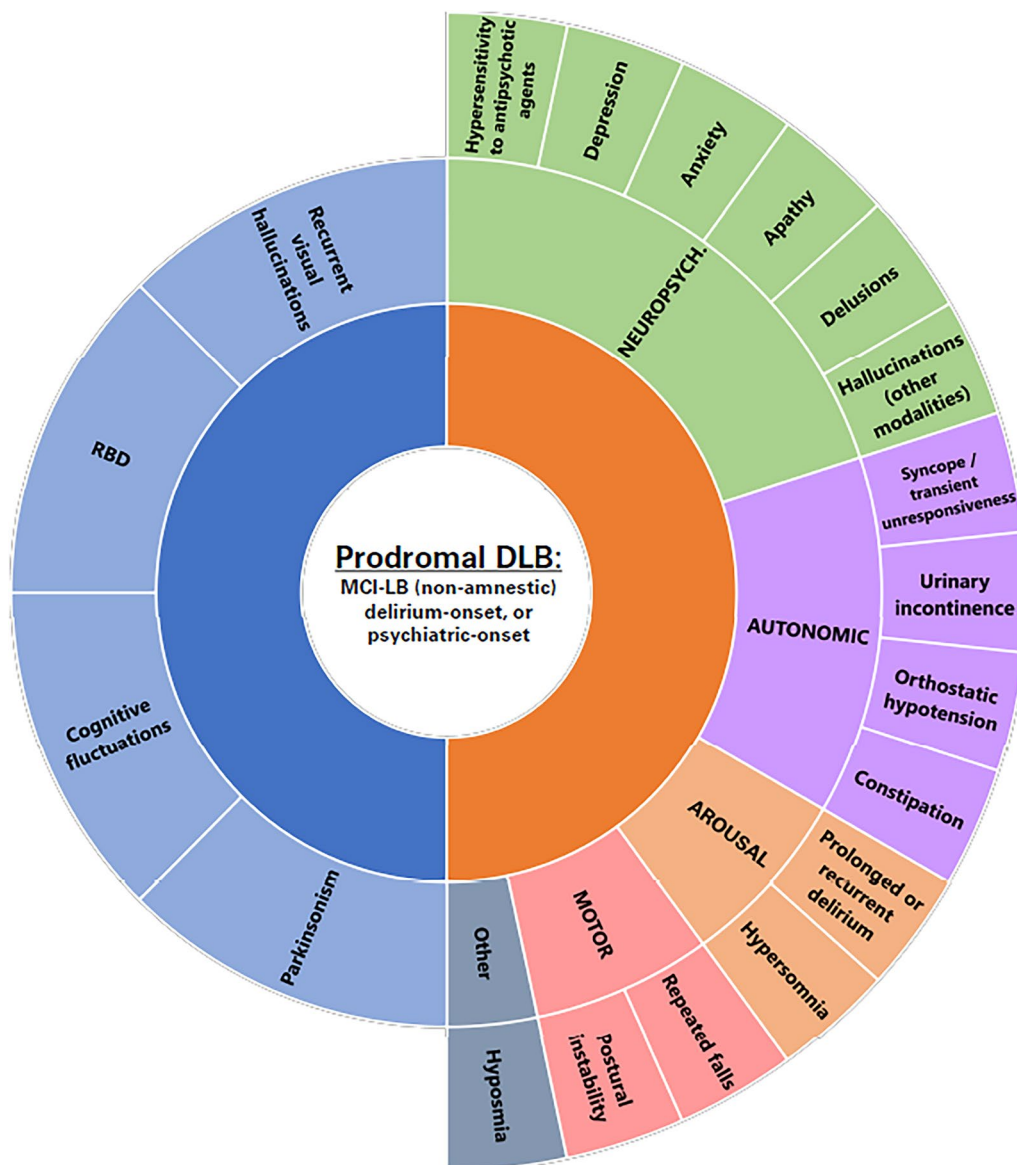 Prodromal DLB:
MCI-LB (non-amnestic)
delirium-onset, or
psychiatric-onset
Recurrent
visual
hallucinations
RBD
Cognitive
fluctuations
Parkinsonism
NEUROPSYCH.
Hypersensitivity
to antipsychotic
agents
Depression
Anxiety
Apathy
Delusions
Hallucinations
(other
modalities)
AUTONOMIC
Syncope /
transient
unresponsiveness
Urinary
incontinence
Orthostatic
hypotension
Constipation
AROUSAL
Prolonged or
recurrent
delirium
Hypersomnia
MOTOR
Repeated falls
Postural
instability
Other
Hyposmia